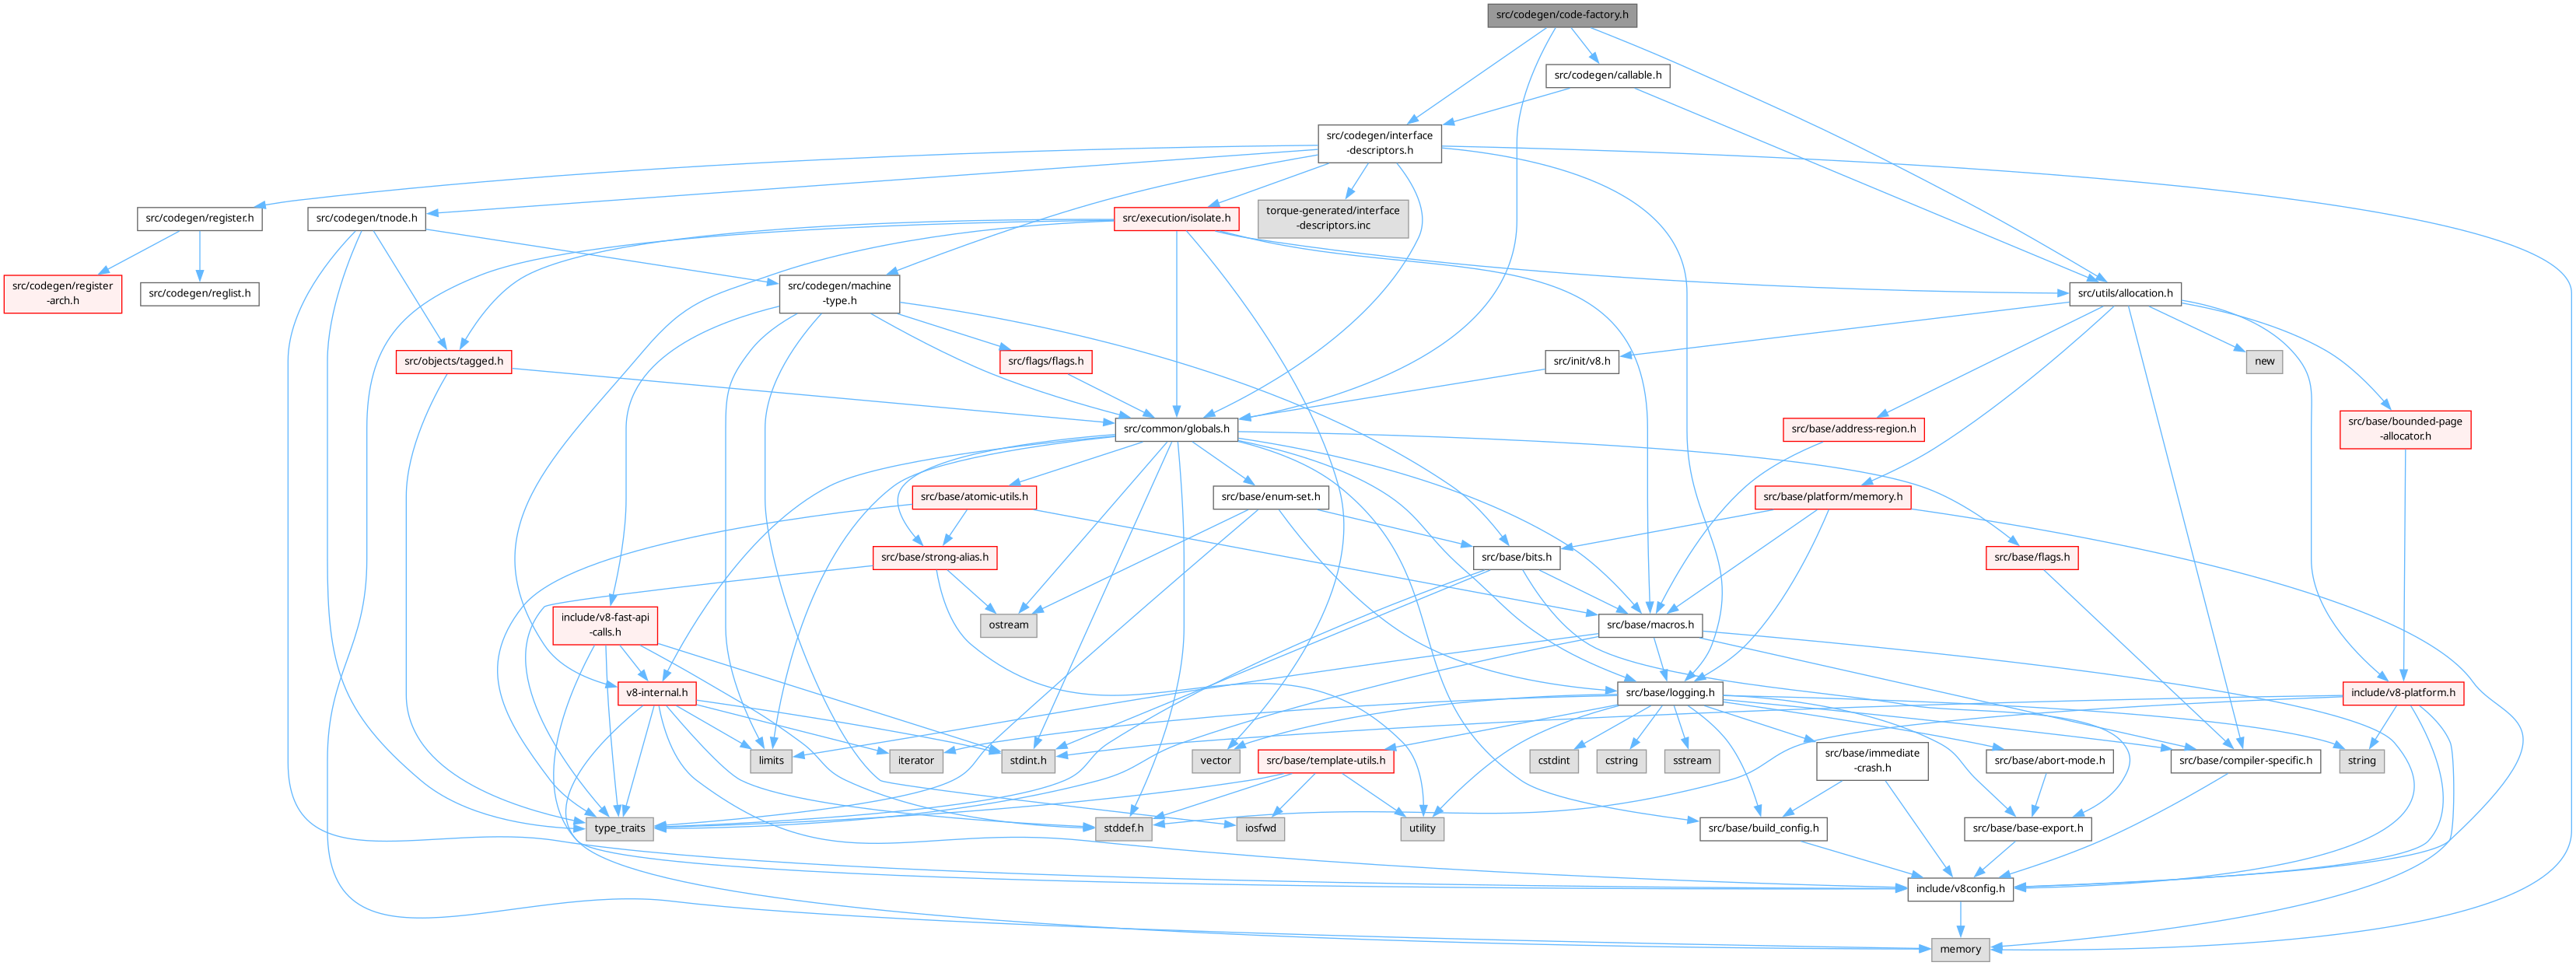 src/codegen/code-factory.h
src/codegen/callable.h
src/codegen/interface
-descriptors.h
src/codegen/register.h
src/codegen/tnode.h
src/execution/isolate.h
torque-generated/interface
-descriptors.inc
src/codegen/register
-arch.h
src/codegen/reglist.h
src/codegen/machine
-type.h
src/utils/allocation.h
src/objects/tagged.h
src/flags/flags.h
src/init/v8.h
new
src/common/globals.h
src/base/address-region.h
src/base/bounded-page
-allocator.h
src/base/atomic-utils.h
src/base/enum-set.h
src/base/platform/memory.h
src/base/strong-alias.h
src/base/bits.h
src/base/flags.h
include/v8-fast-api
-calls.h
ostream
src/base/macros.h
v8-internal.h
src/base/logging.h
include/v8-platform.h
limits
iterator
stdint.h
vector
src/base/template-utils.h
cstdint
cstring
sstream
src/base/immediate
-crash.h
src/base/abort-mode.h
src/base/compiler-specific.h
string
type_traits
stddef.h
iosfwd
utility
src/base/build_config.h
src/base/base-export.h
include/v8config.h
memory